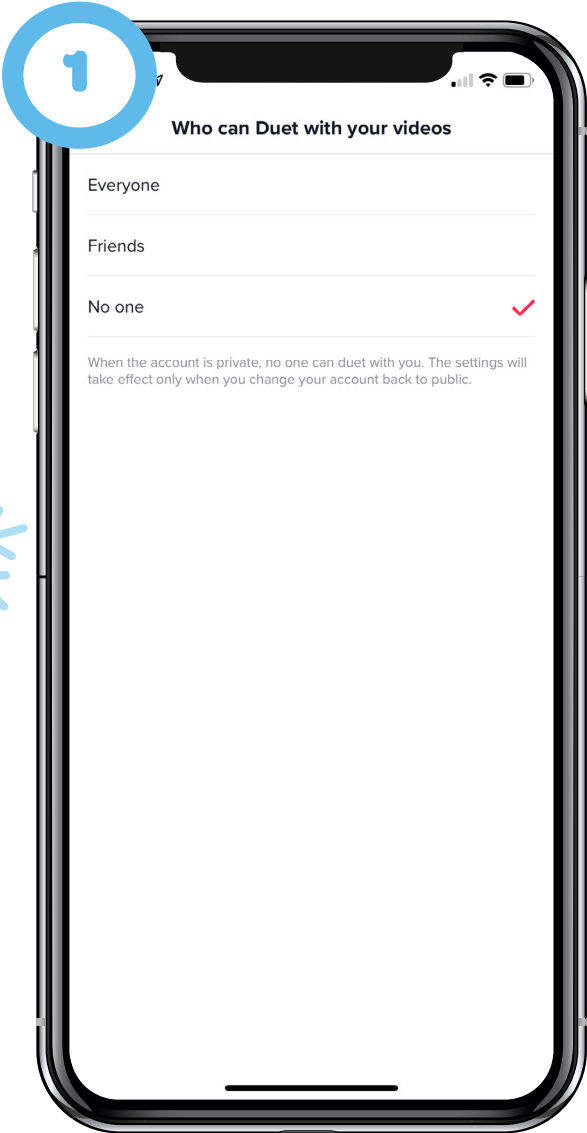 1
Who can Duet with your videos
Everyone
Friends
No one
When the account is private, no one can duet with you. The settings will
take effect only when you change your account back to public.